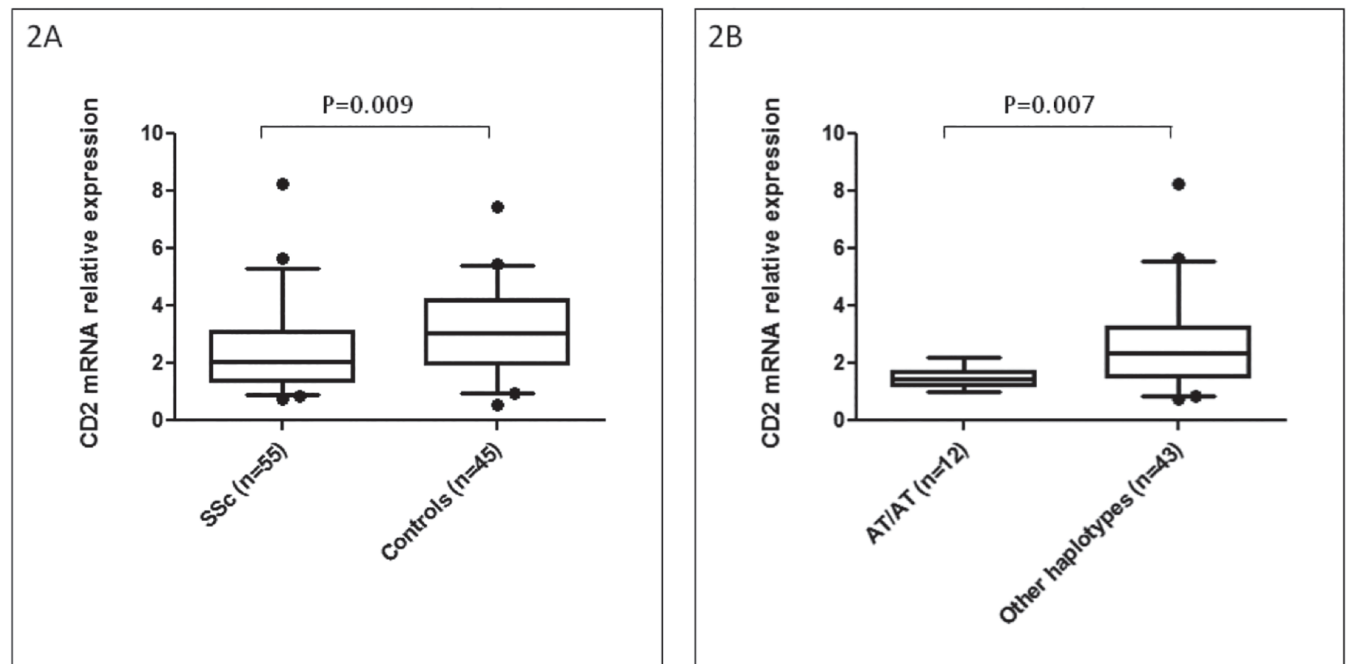 2A
P=0.009
CD2 mRNA relative expression
10
8
6
4
2
0
SSc (n=55)
Controls (n=45)
2B
P=0.007
CD2 mRNA relative expression
10
8
6
4
2
0
AT/AT (n=12)
Other haplotypes (n=43)